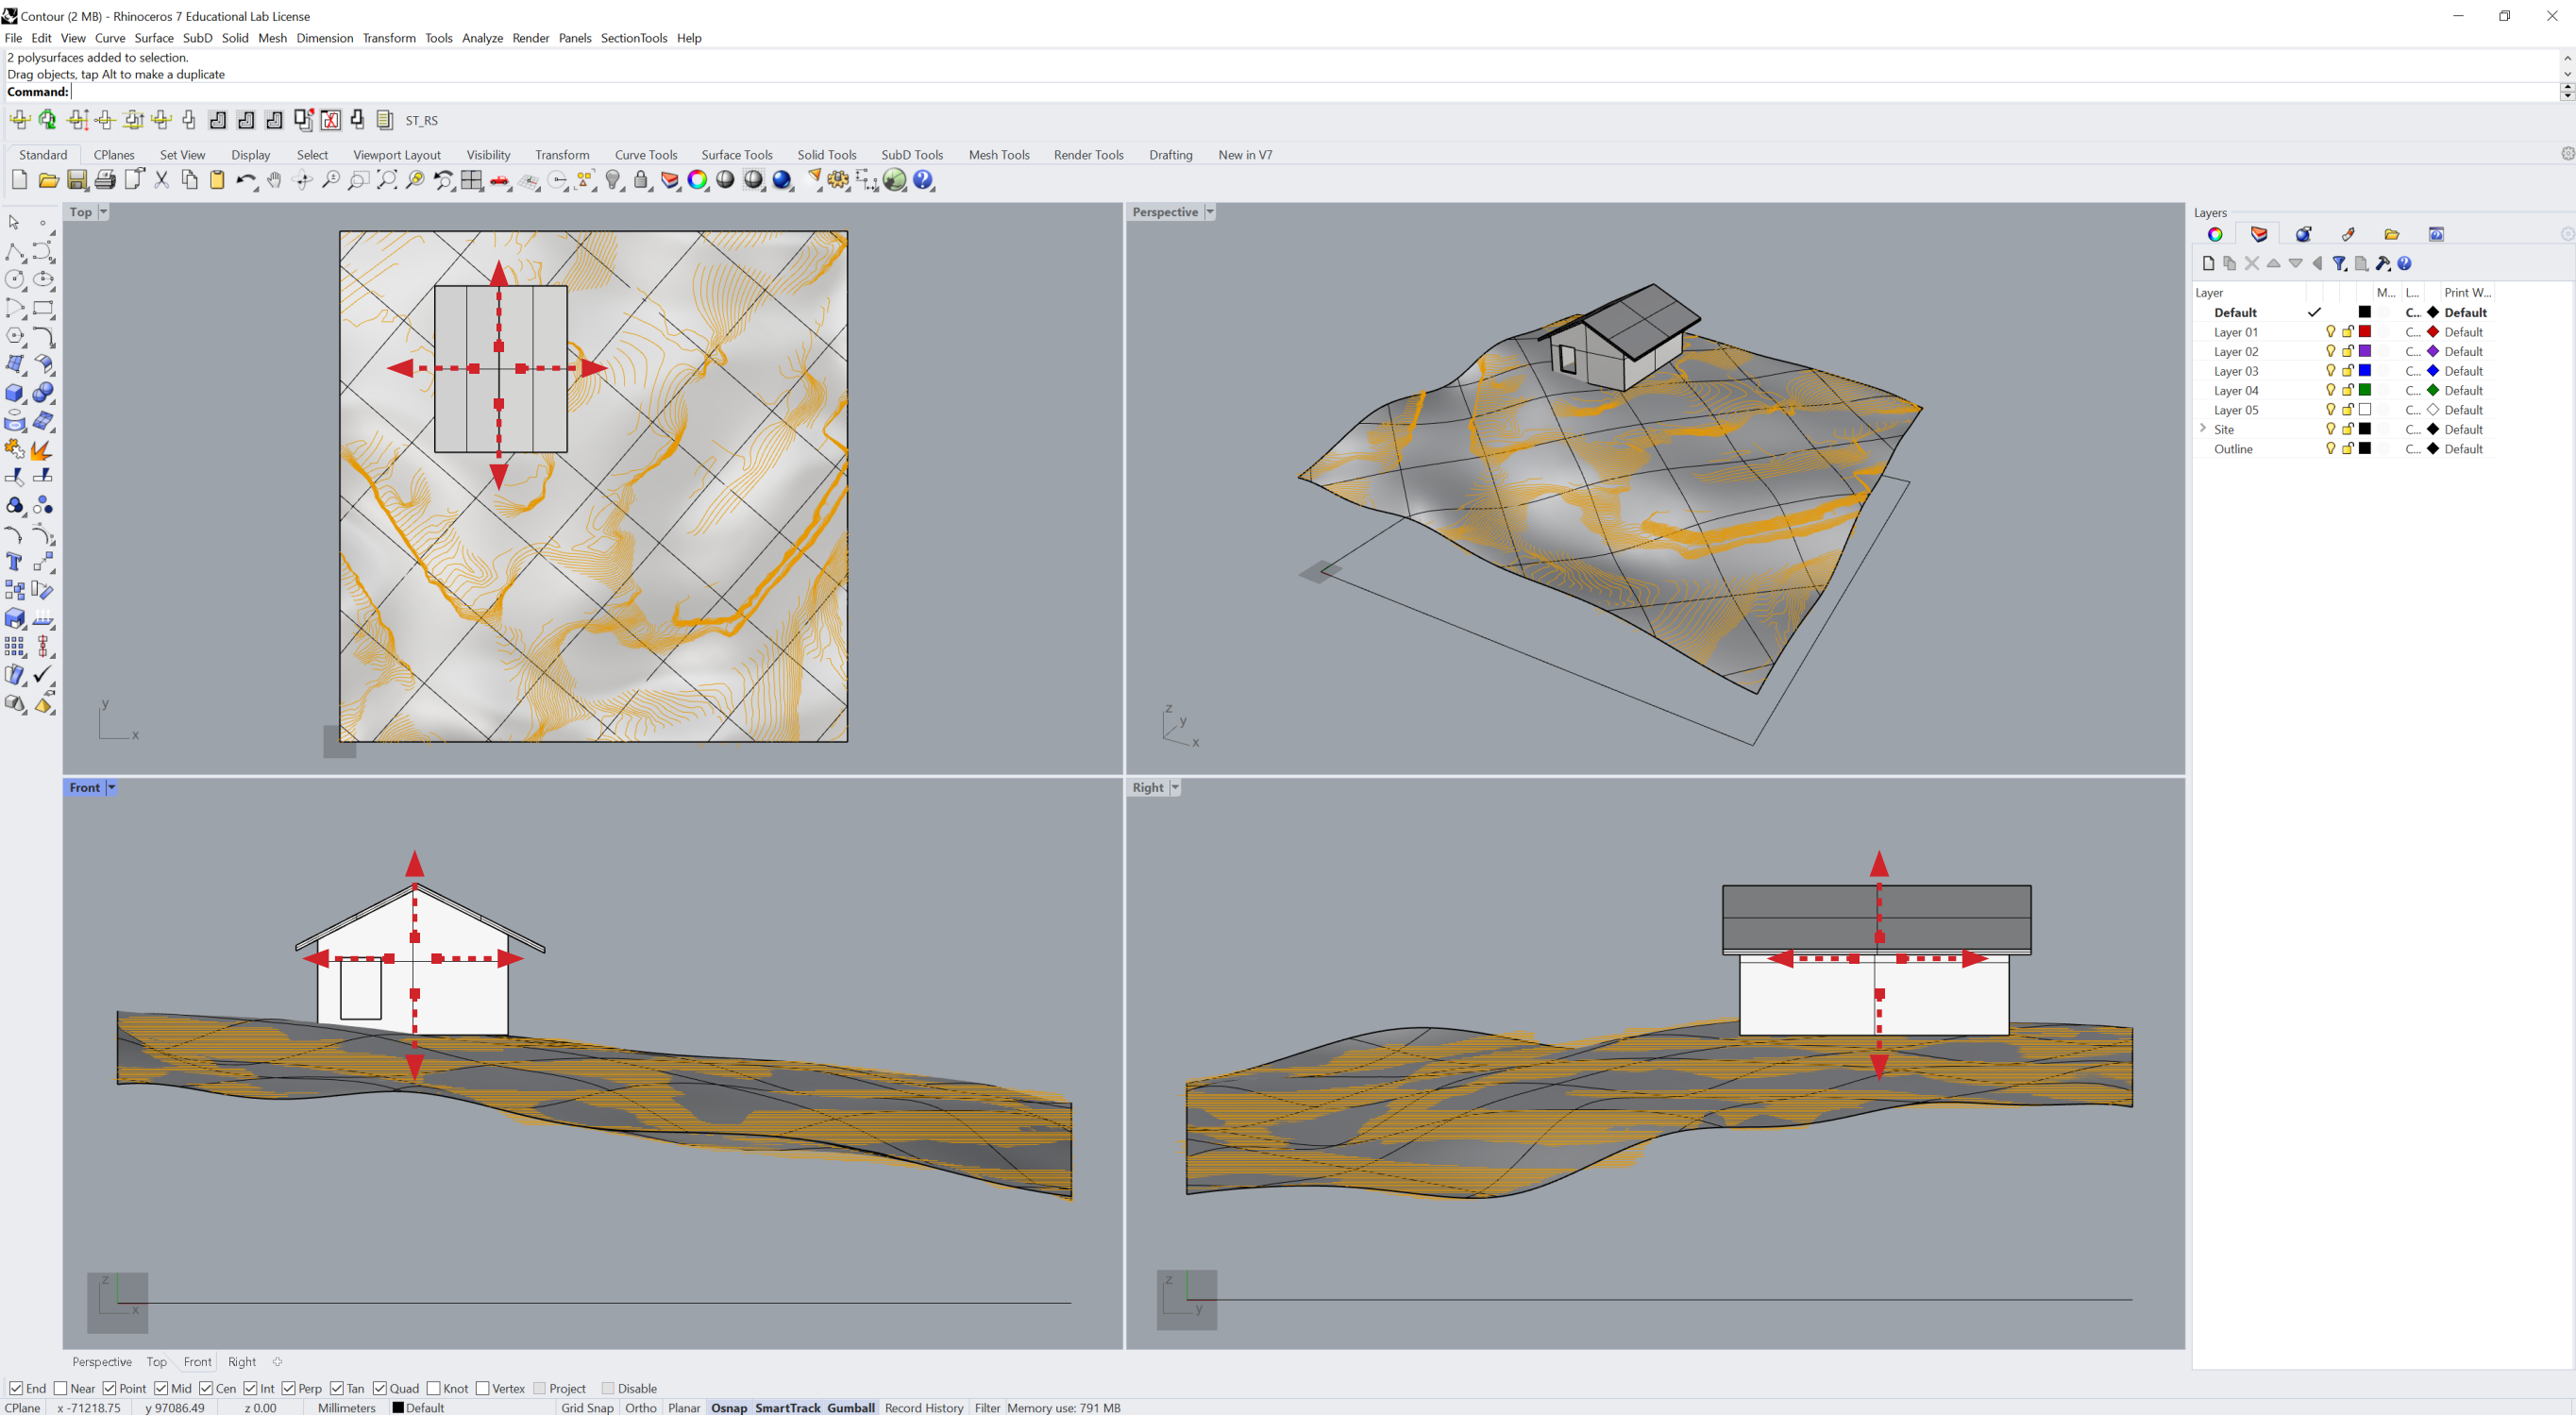 Contour (2 MB) - Rhinoceros 7 Educational Lab License
File Edit View Curve Surface SubD Solid Mesh Dimension Transform Tools Analyze Render Panels SectionTools Help
2 polysurfaces added to selection.
Drag objects, tap Alt to make a duplicate
Command:
ST_RS
Standard CPlanes Set View Display Select Viewport Layout Visibility Transform Curve Tools Surface Tools Solid Tools SubD Tools Mesh Tools Render Tools Drafting New in V7
Top
y
x
Perspective
z
y
x
Front
z
x
Right
z
y
Layers
Layer M... L... Print W...
Default C... Default
Layer 01 C... Default
Layer 02 C... Default
Layer 03 C... Default
Layer 04 C... Default
Layer 05 C... Default
Site C... Default
Outline C... Default
Perspective Top Front Right
End Near Point Mid Cen Int Perp Tan Quad Knot Vertex Project Disable
CPlane x -71218.75 y 97086.49 z 0.00 Millimeters Default Grid Snap Ortho Planar Osnap SmartTrack Gumball Record History Filter Memory use: 791 MB